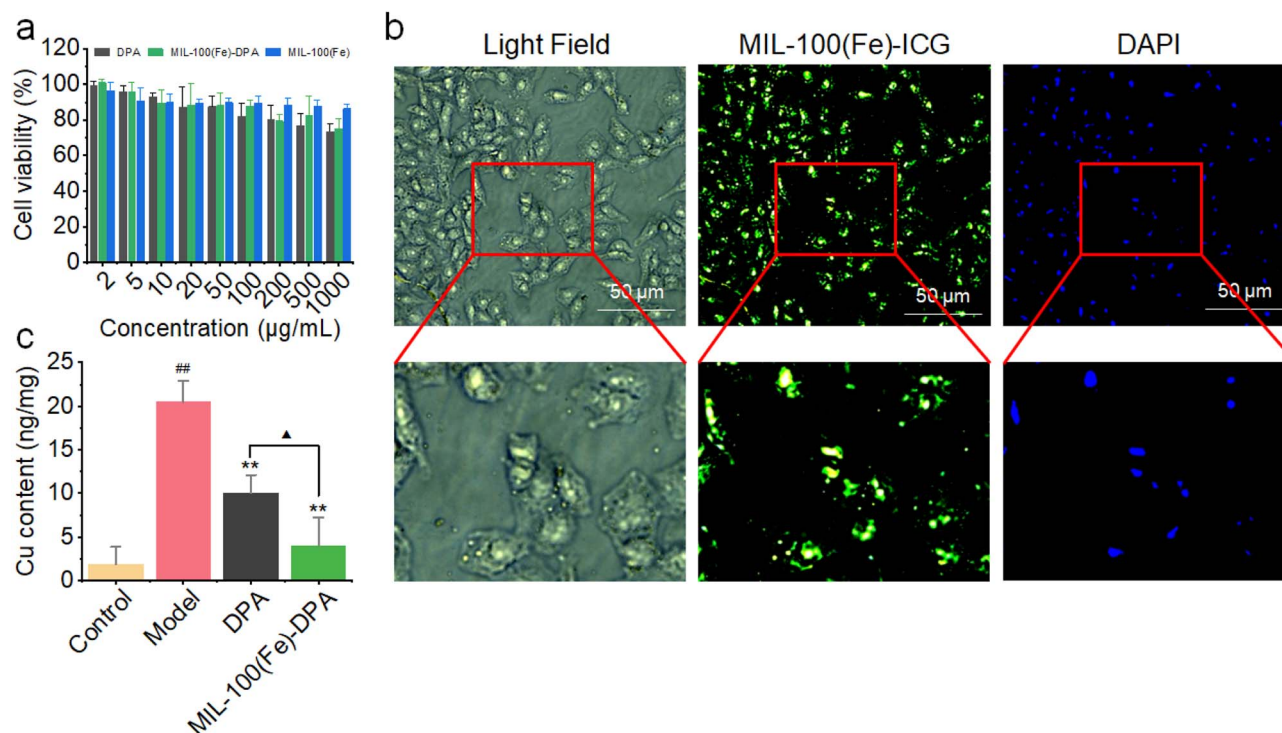 a
120
100
80
60
40
20
0
Cell viability (%)
DPA MIL-100(Fe)-DPA MIL-100(Fe)
2 5 10 20 50 100 200 500 1000
Concentration (µg/mL)
b
Light Field MIL-100(Fe)-ICG DAPI
50 µm 50 µm 50 µm
c
25
20
15
10
5
0
Cu content (ng/mg)
##
**
▲
**
Control Model DPA MIL-100(Fe)-DPA